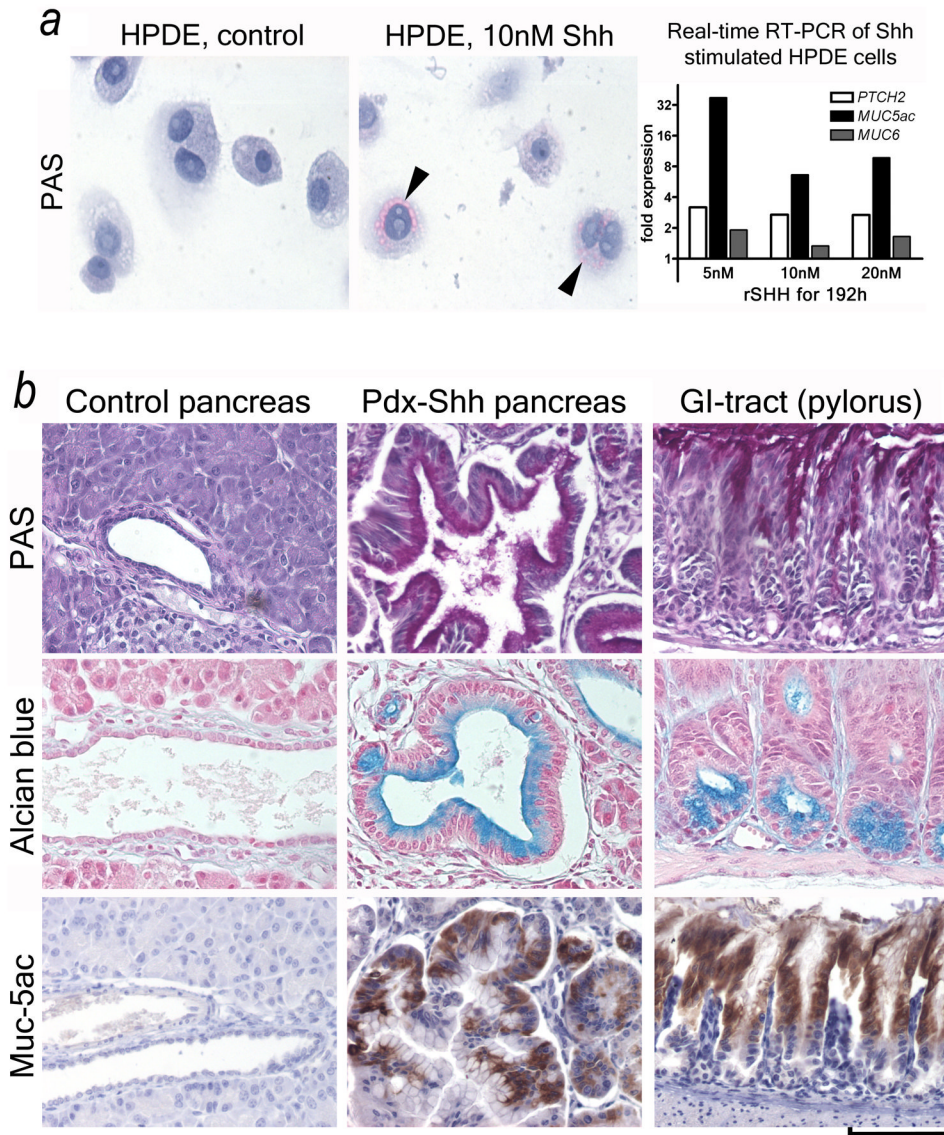 a
HPDE, control
HPDE, 10nM Shh
Real-time RT-PCR of Shh
stimulated HPDE cells
PAS
fold expression
32
16
8
4
2
1
PTCH2
MUC5ac
MUC6
5nM
10nM
20nM
rSHH for 192h
b
Control pancreas
Pdx-Shh pancreas
GI-tract (pylorus)
PAS
Alcian blue
Muc-5ac